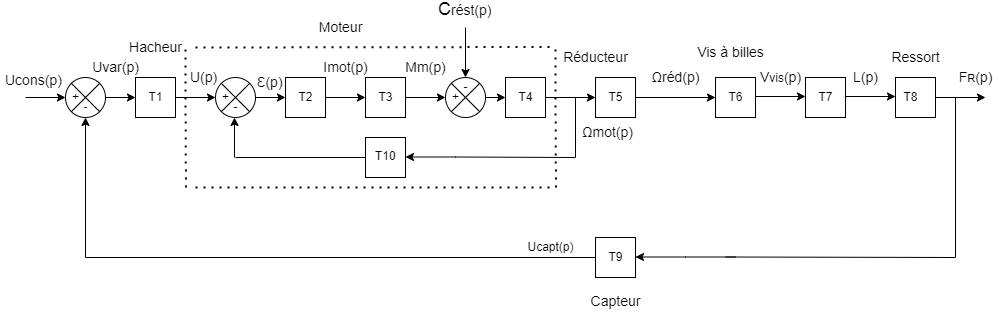 Crést(p)
Moteur
Hacheur
Réducteur
Vis à billes
Ressort
Ucons(p)
Uvar(p)
U(p)
Ɛ(p)
Imot(p)
Mm(p)
Ωréd(p)
Vvis(p)
L(p)
FR(p)
+
-
T1
+
-
T2
T3
+
-
T4
T5
T6
T7
T8
Ωmot(p)
T10
Ucapt(p)
T9
Capteur